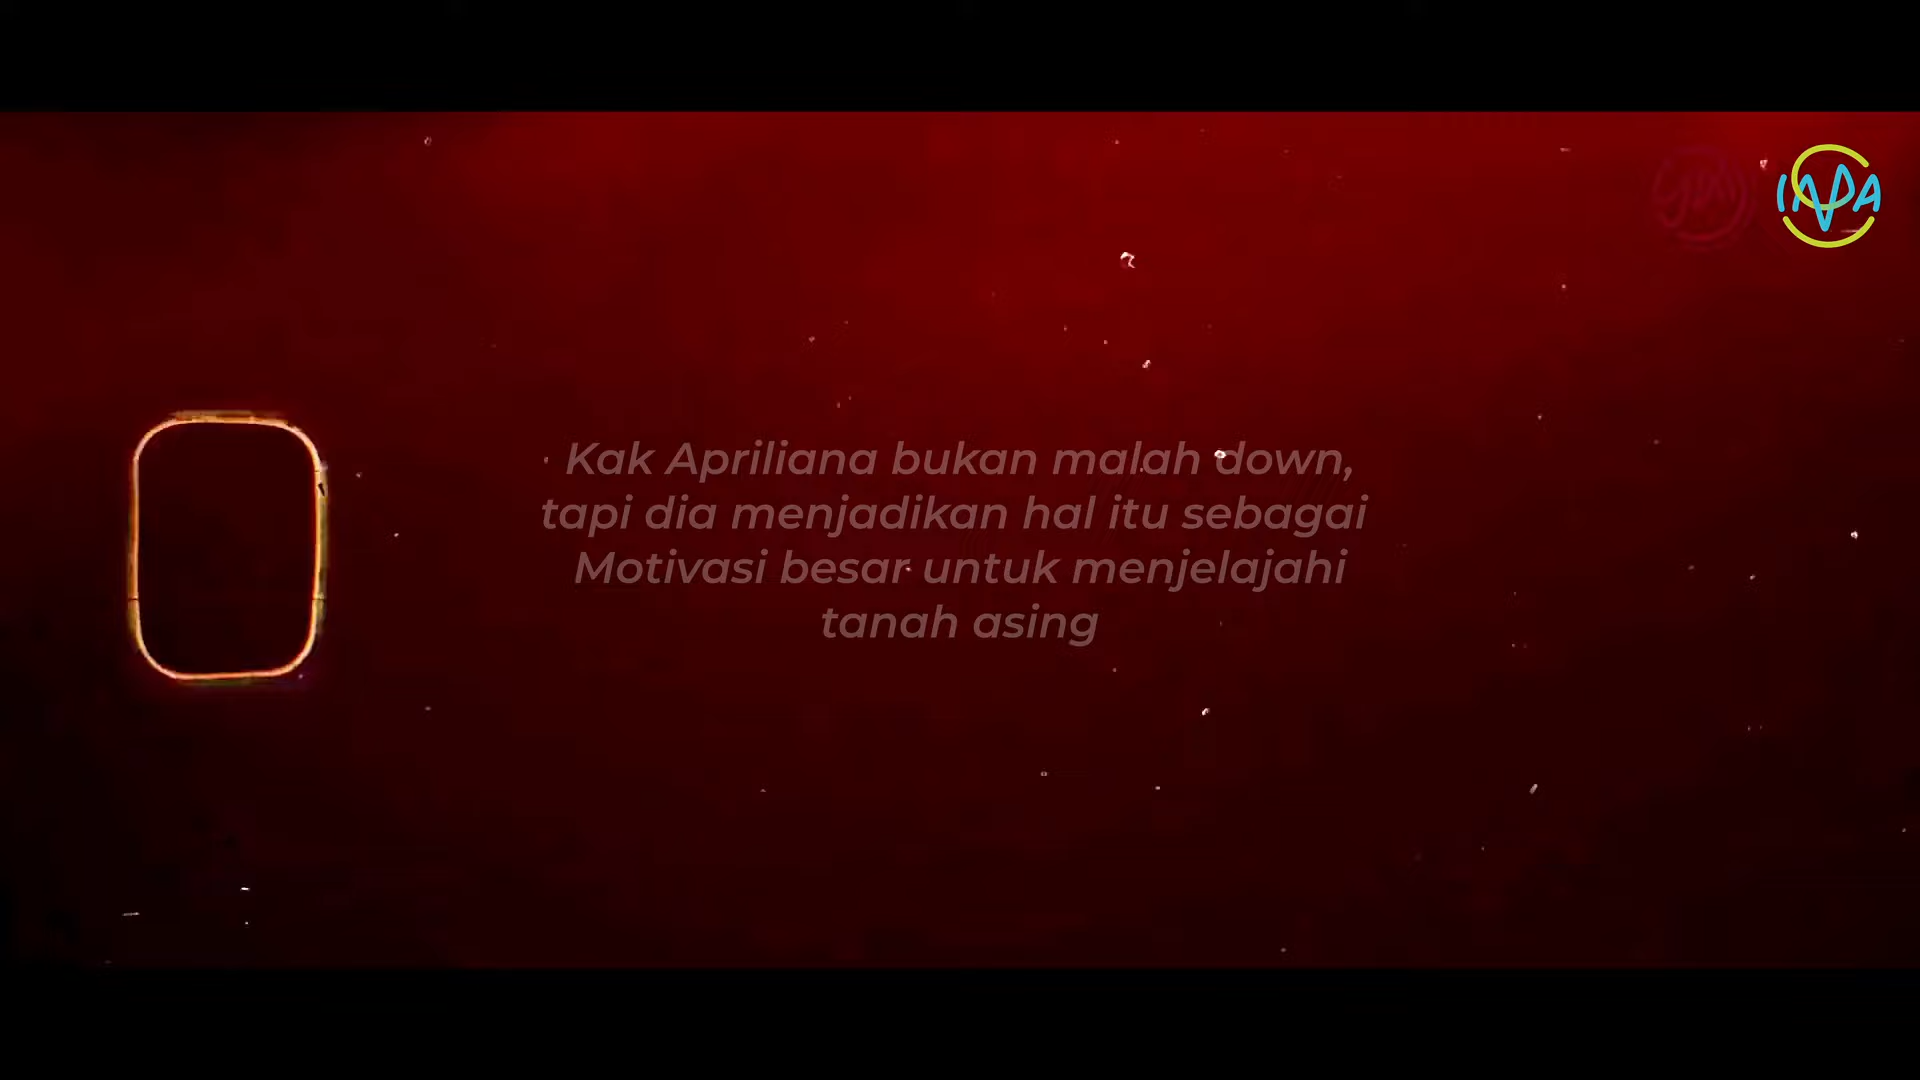 Kak Apriliana bukan malah down,
tapi dia menjadikan hal itu sebagai
Motivasi besar untuk menjelajahi
tanah asing